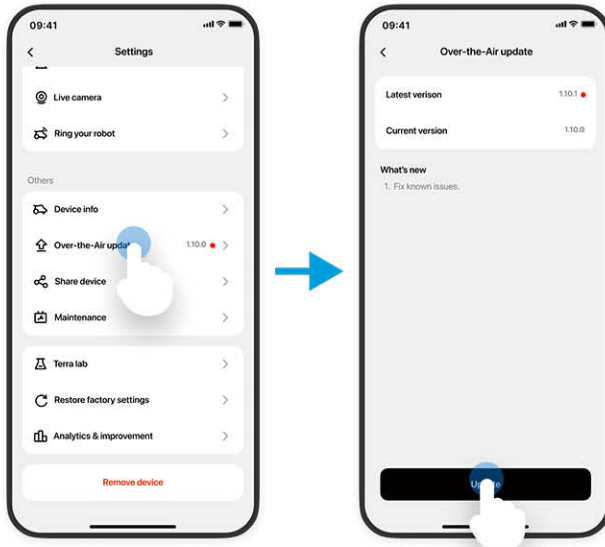 09:41
Settings
Live camera
Ring your robot
Others
Device info
Over-the-Air updat
1.10.0
Share device
Maintenance
Terra lab
Restore factory settings
Analytics & improvement
Remove device
09:41
Over-the-Air update
Latest verison
1.10.1
Current version
1.10.0
What's new
1. Fix known issues.